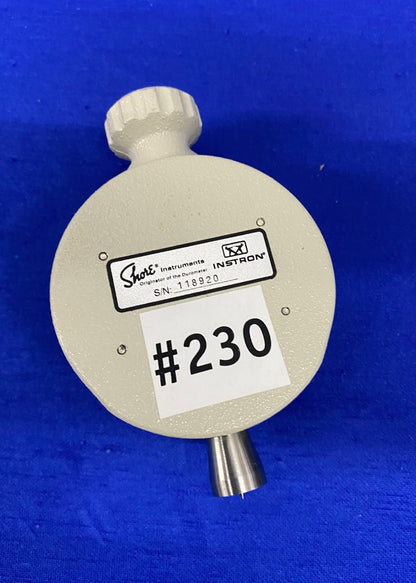 Shore® Instruments
Originator of the Durometer
INSTRON®
S/N: 118920
#230